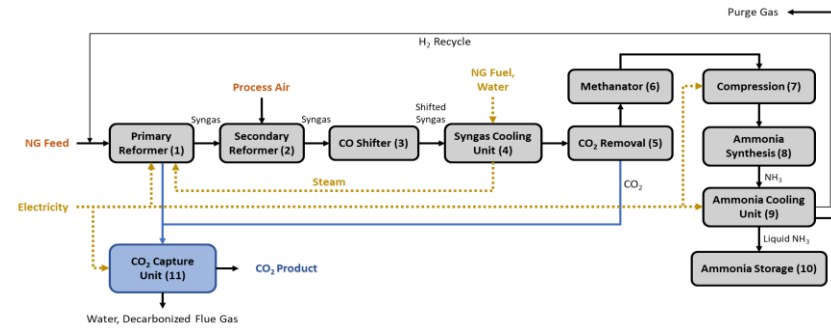 Purge Gas
H₂ Recycle
Process Air
NG Fuel,
Water
Methanator (6)
Compression (7)
Syngas
Syngas
Shifted
Syngas
NG Feed
Primary
Reformer (1)
Secondary
Reformer (2)
CO Shifter (3)
Syngas Cooling
Unit (4)
CO₂ Removal (5)
Ammonia
Synthesis (8)
Steam
CO₂
NH₃
Electricity
Ammonia Cooling
Unit (9)
Liquid NH₃
CO₂ Capture
Unit (11)
CO₂ Product
Ammonia Storage (10)
Water, Decarbonized Flue Gas